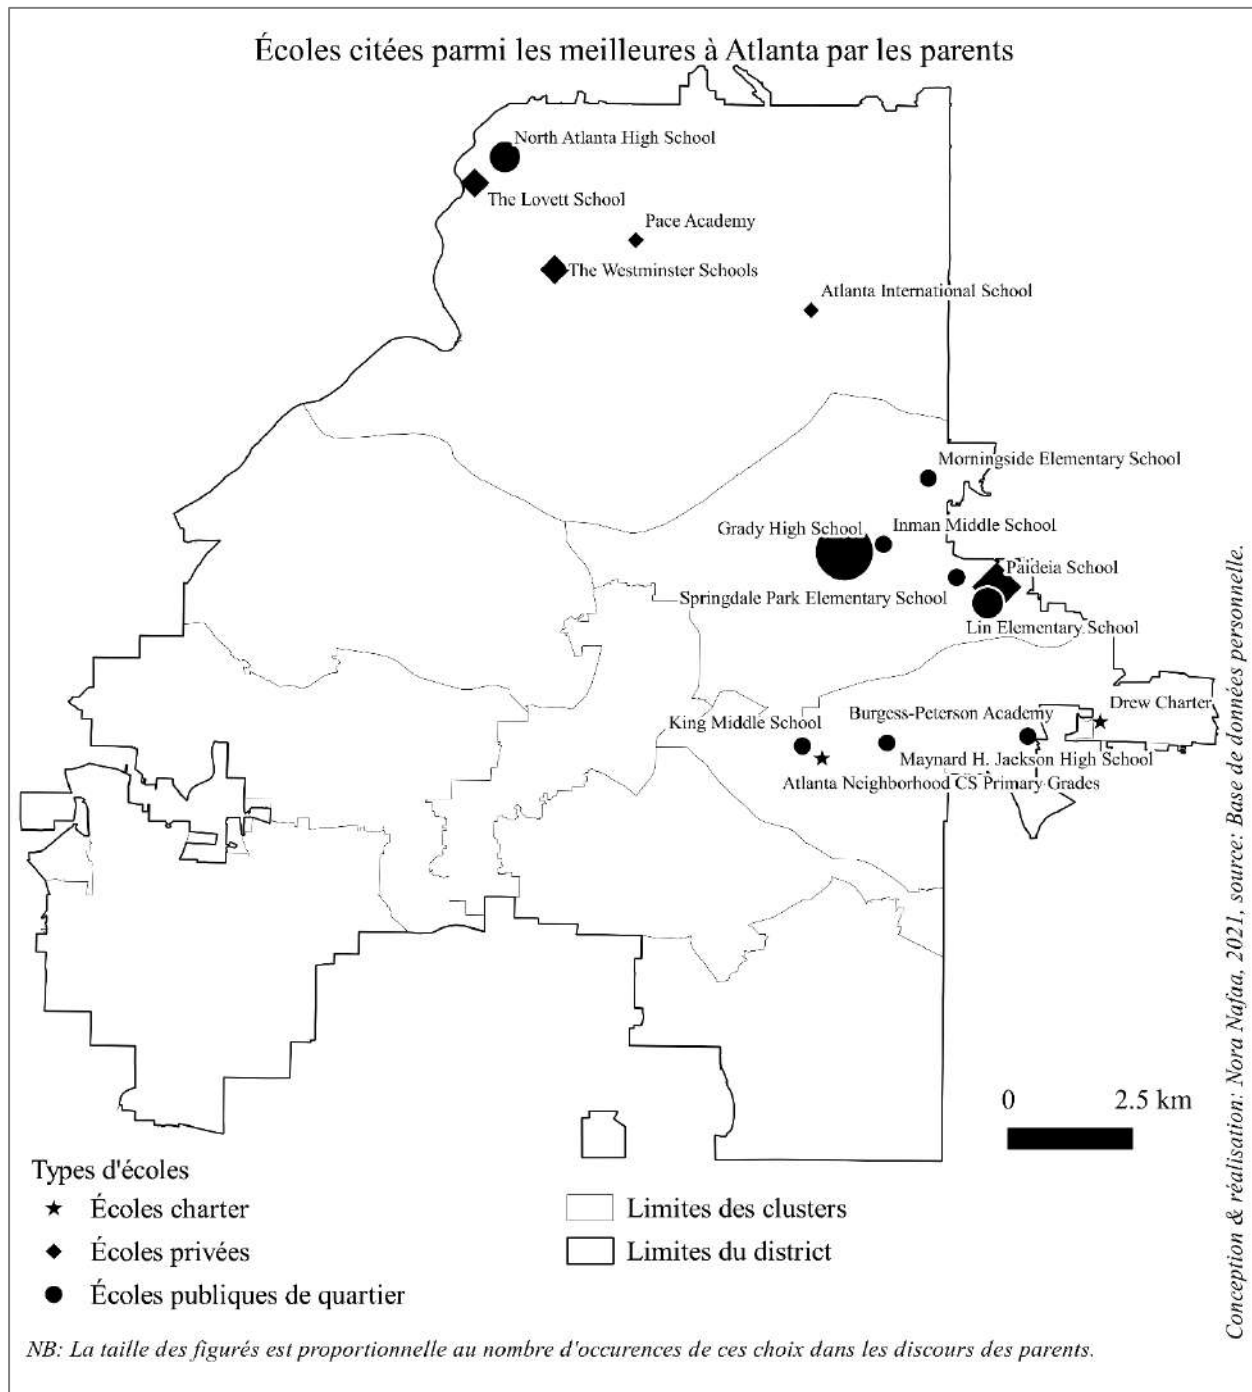 Écoles citées parmi les meilleures à Atlanta par les parents
North Atlanta High School
The Lovett School
Pace Academy
The Westminster Schools
Atlanta International School
Morningside Elementary School
Inman Middle School
Grady High School
Paideia School
Springdale Park Elementary School
Lin Elementary School
Drew Charter
Burgess-Peterson Academy
King Middle School
Maynard H. Jackson High School
Atlanta Neighborhood CS Primary Grades
0 2.5 km
Types d'écoles
Écoles charter
Écoles privées
Écoles publiques de quartier
Limites des clusters
Limites du district
NB: La taille des figurés est proportionnelle au nombre d'occurences de ces choix dans les discours des parents.
Conception & réalisation: Nora Nafaa, 2021, source: Base de données personnelle.